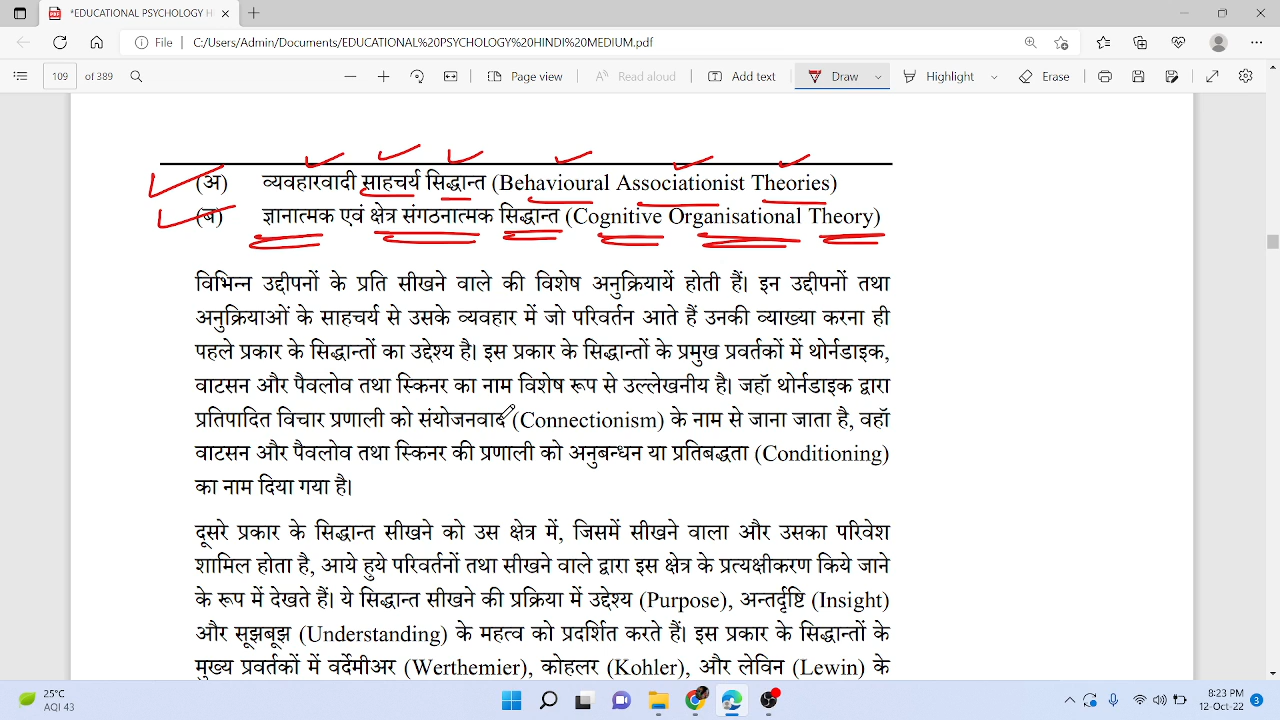 *EDUCATIONAL PSYCHOLOGY H
File C:/Users/Admin/Documents/EDUCATIONAL%20PSYCHOLOGY%20HINDI%20MEDIUM.pdf
109 of 389 Page view Read aloud Add text Draw Highlight Erase
(अ) व्यवहारवादी साहचर्य सिद्धान्त (Behavioural Associationist Theories)
(ब) ज्ञानात्मक एवं क्षेत्र संगठनात्मक सिद्धान्त (Cognitive Organisational Theory)
विभिन्न उद्दीपनों के प्रति सीखने वाले की विशेष अनुक्रियायें होती हैं। इन उद्दीपनों तथा
अनुक्रियाओं के साहचर्य से उसके व्यवहार में जो परिवर्तन आते हैं उनकी व्याख्या करना ही
पहले प्रकार के सिद्धान्तों का उद्देश्य है। इस प्रकार के सिद्धान्तों के प्रमुख प्रवर्तकों में थोर्नडाइक,
वाटसन और पैवलोव तथा स्किनर का नाम विशेष रूप से उल्लेखनीय है। जहॉ थोर्नडाइक द्वारा
प्रतिपादित विचार प्रणाली को संयोजनवाद (Connectionism) के नाम से जाना जाता है, वहॉ
वाटसन और पैवलोव तथा स्किनर की प्रणाली को अनुबन्धन या प्रतिबद्धता (Conditioning)
का नाम दिया गया है।
दूसरे प्रकार के सिद्धान्त सीखने को उस क्षेत्र में, जिसमें सीखने वाला और उसका परिवेश
शामिल होता है, आये हुये परिवर्तनों तथा सीखने वाले द्वारा इस क्षेत्र के प्रत्यक्षीकरण किये जाने
के रूप में देखते हैं। ये सिद्धान्त सीखने की प्रक्रिया में उद्देश्य (Purpose), अन्तर्दृष्टि (Insight)
और सूझबूझ (Understanding) के महत्व को प्रदर्शित करते हैं। इस प्रकार के सिद्धान्तों के
मुख्य प्रवर्तकों में वर्देमीअर (Werthemier), कोहलर (Kohler), और लेविन (Lewin) के
25°C
AQI 43
8:23 PM
12-Oct-22
3